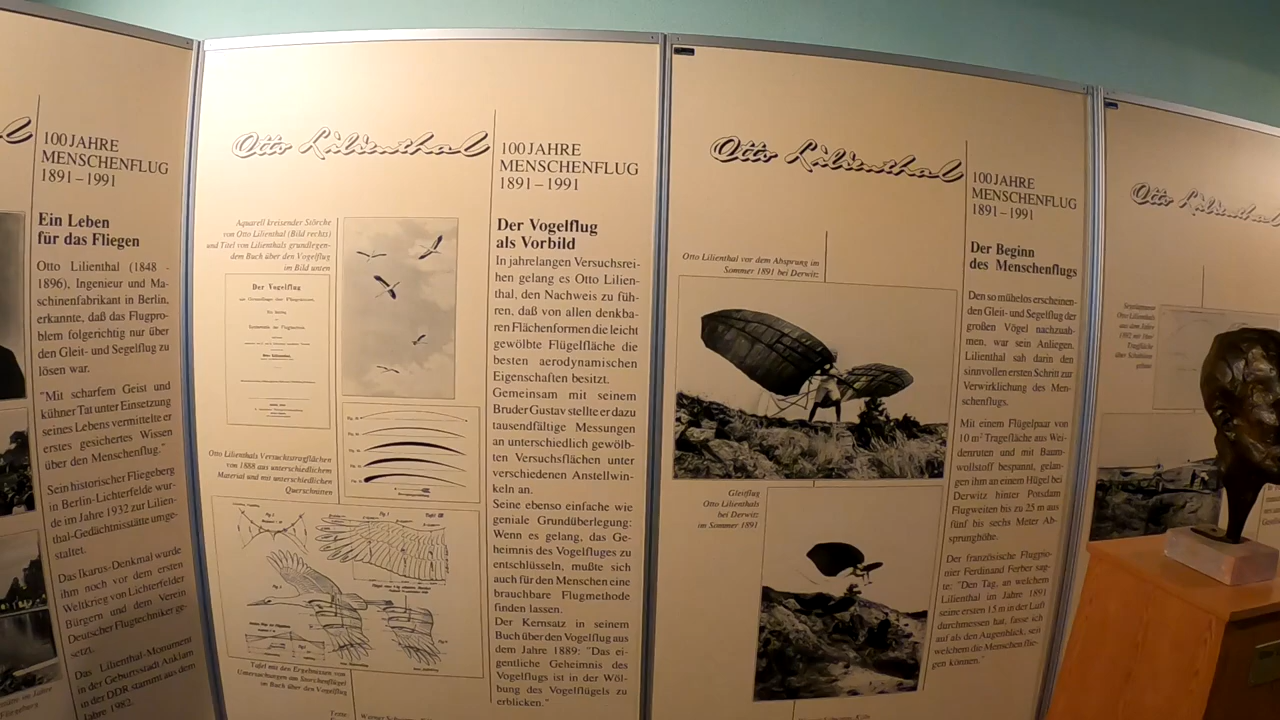 100 JAHRE
MENSCHENFLUG
1891–1991
Ein Leben
für das Fliegen
Otto Lilienthal (1848 -
1896), Ingenieur und Ma-
schinenfabrikant in Berlin,
erkannte, daß das Flugpro-
blem folgerichtig nur über
den Gleit- und Segelflug zu
lösen war.
"Mit scharfem Geist und
kühner Tat unter Einsetzung
seines Lebens vermittelte er
erstes gesichertes Wissen
über den Menschenflug."
Sein historischer Fliegeberg
in Berlin-Lichterfelde wur-
de im Jahre 1932 zur Lilien-
thal-Gedächtnisstätte umge-
staltet.
Das Ikarus-Denkmal wurde
ihm noch vor dem ersten
Weltkrieg von Lichterfelder
Bürgern und dem Verein
Deutscher Flugtechniker ge-
setzt.
Das Lilienthal-Monument
in der Geburtsstadt Anklam
in der DDR stammt aus dem
Jahre 1982.
Otto Lilienthal
100 JAHRE
MENSCHENFLUG
1891–1991
Aquarell kreisender Störche
von Otto Lilienthal (Bild rechts)
und Titel von Lilienthals grundlegen-
dem Buch über den Vogelflug
im Bild unten
Der Vogelflug
Otto Lilienthals Versuchstragflächen
von 1888 aus unterschiedlichem
Material und mit unterschiedlichen
Querschnitten
Tafel mit den Ergebnissen von
Untersuchungen am Storchenflügel
im Buch über den Vogelflug
Der Vogelflug
als Vorbild
In jahrelangen Versuchsrei-
hen gelang es Otto Lilien-
thal, den Nachweis zu füh-
ren, daß von allen denkba-
ren Flächenformen die leicht
gewölbte Flügelfläche die
besten aerodynamischen
Eigenschaften besitzt.
Gemeinsam mit seinem
Bruder Gustav stellte er dazu
tausendfältige Messungen
an unterschiedlich gewölb-
ten Versuchsflächen unter
verschiedenen Anstellwin-
keln an.
Seine ebenso einfache wie
geniale Grundüberlegung:
Wenn es gelang, das Ge-
heimnis des Vogelfluges zu
entschlüsseln, mußte sich
auch für den Menschen eine
brauchbare Flugmethode
finden lassen.
Der Kernsatz in seinem
Buch über den Vogelflug aus
dem Jahre 1889: "Das ei-
gentliche Geheimnis des
Vogelflugs ist in der Wöl-
bung des Vogelflügels zu
erblicken."
Otto Lilienthal
100 JAHRE
MENSCHENFLUG
1891–1991
Otto Lilienthal vor dem Absprung im
Sommer 1891 bei Derwitz
Gleitflug
Otto Lilienthals
bei Derwitz
im Sommer 1891
Der Beginn
des Menschenflugs
Den so mühelos erscheinen-
den Gleit- und Segelflug der
großen Vögel nachzuah-
men, war sein Anliegen.
Lilienthal sah darin den
sinnvollen ersten Schritt zur
Verwirklichung des Men-
schenflugs.
Mit einem Flügelpaar von
10 m² Tragefläche aus Wei-
denruten und mit Baum-
wollstoff bespannt, gelan-
gen ihm an einem Hügel bei
Derwitz hinter Potsdam
Flugweiten bis zu 25 m aus
fünf bis sechs Meter Ab-
sprunghöhe.
Der französische Flugpio-
nier Ferdinand Ferber sag-
te: "Den Tag, an welchem
Lilienthal im Jahre 1891
seine ersten 15 m in der Luft
durchmessen hat, fasse ich
auf als den Augenblick, seit
welchem die Menschen flie-
gen können."
Otto Lilienthal